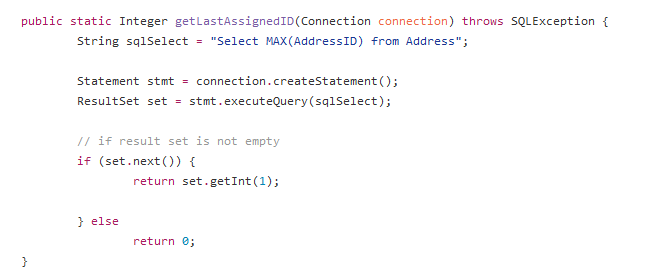 public static Integer getLastAssignedID(Connection connection) throws SQLException {
        String sqlSelect = "Select MAX(AddressID) from Address";

        Statement stmt = connection.createStatement();
        ResultSet set = stmt.executeQuery(sqlSelect);

        // if result set is not empty
        if (set.next()) {
                return set.getInt(1);

        } else
                return 0;
}